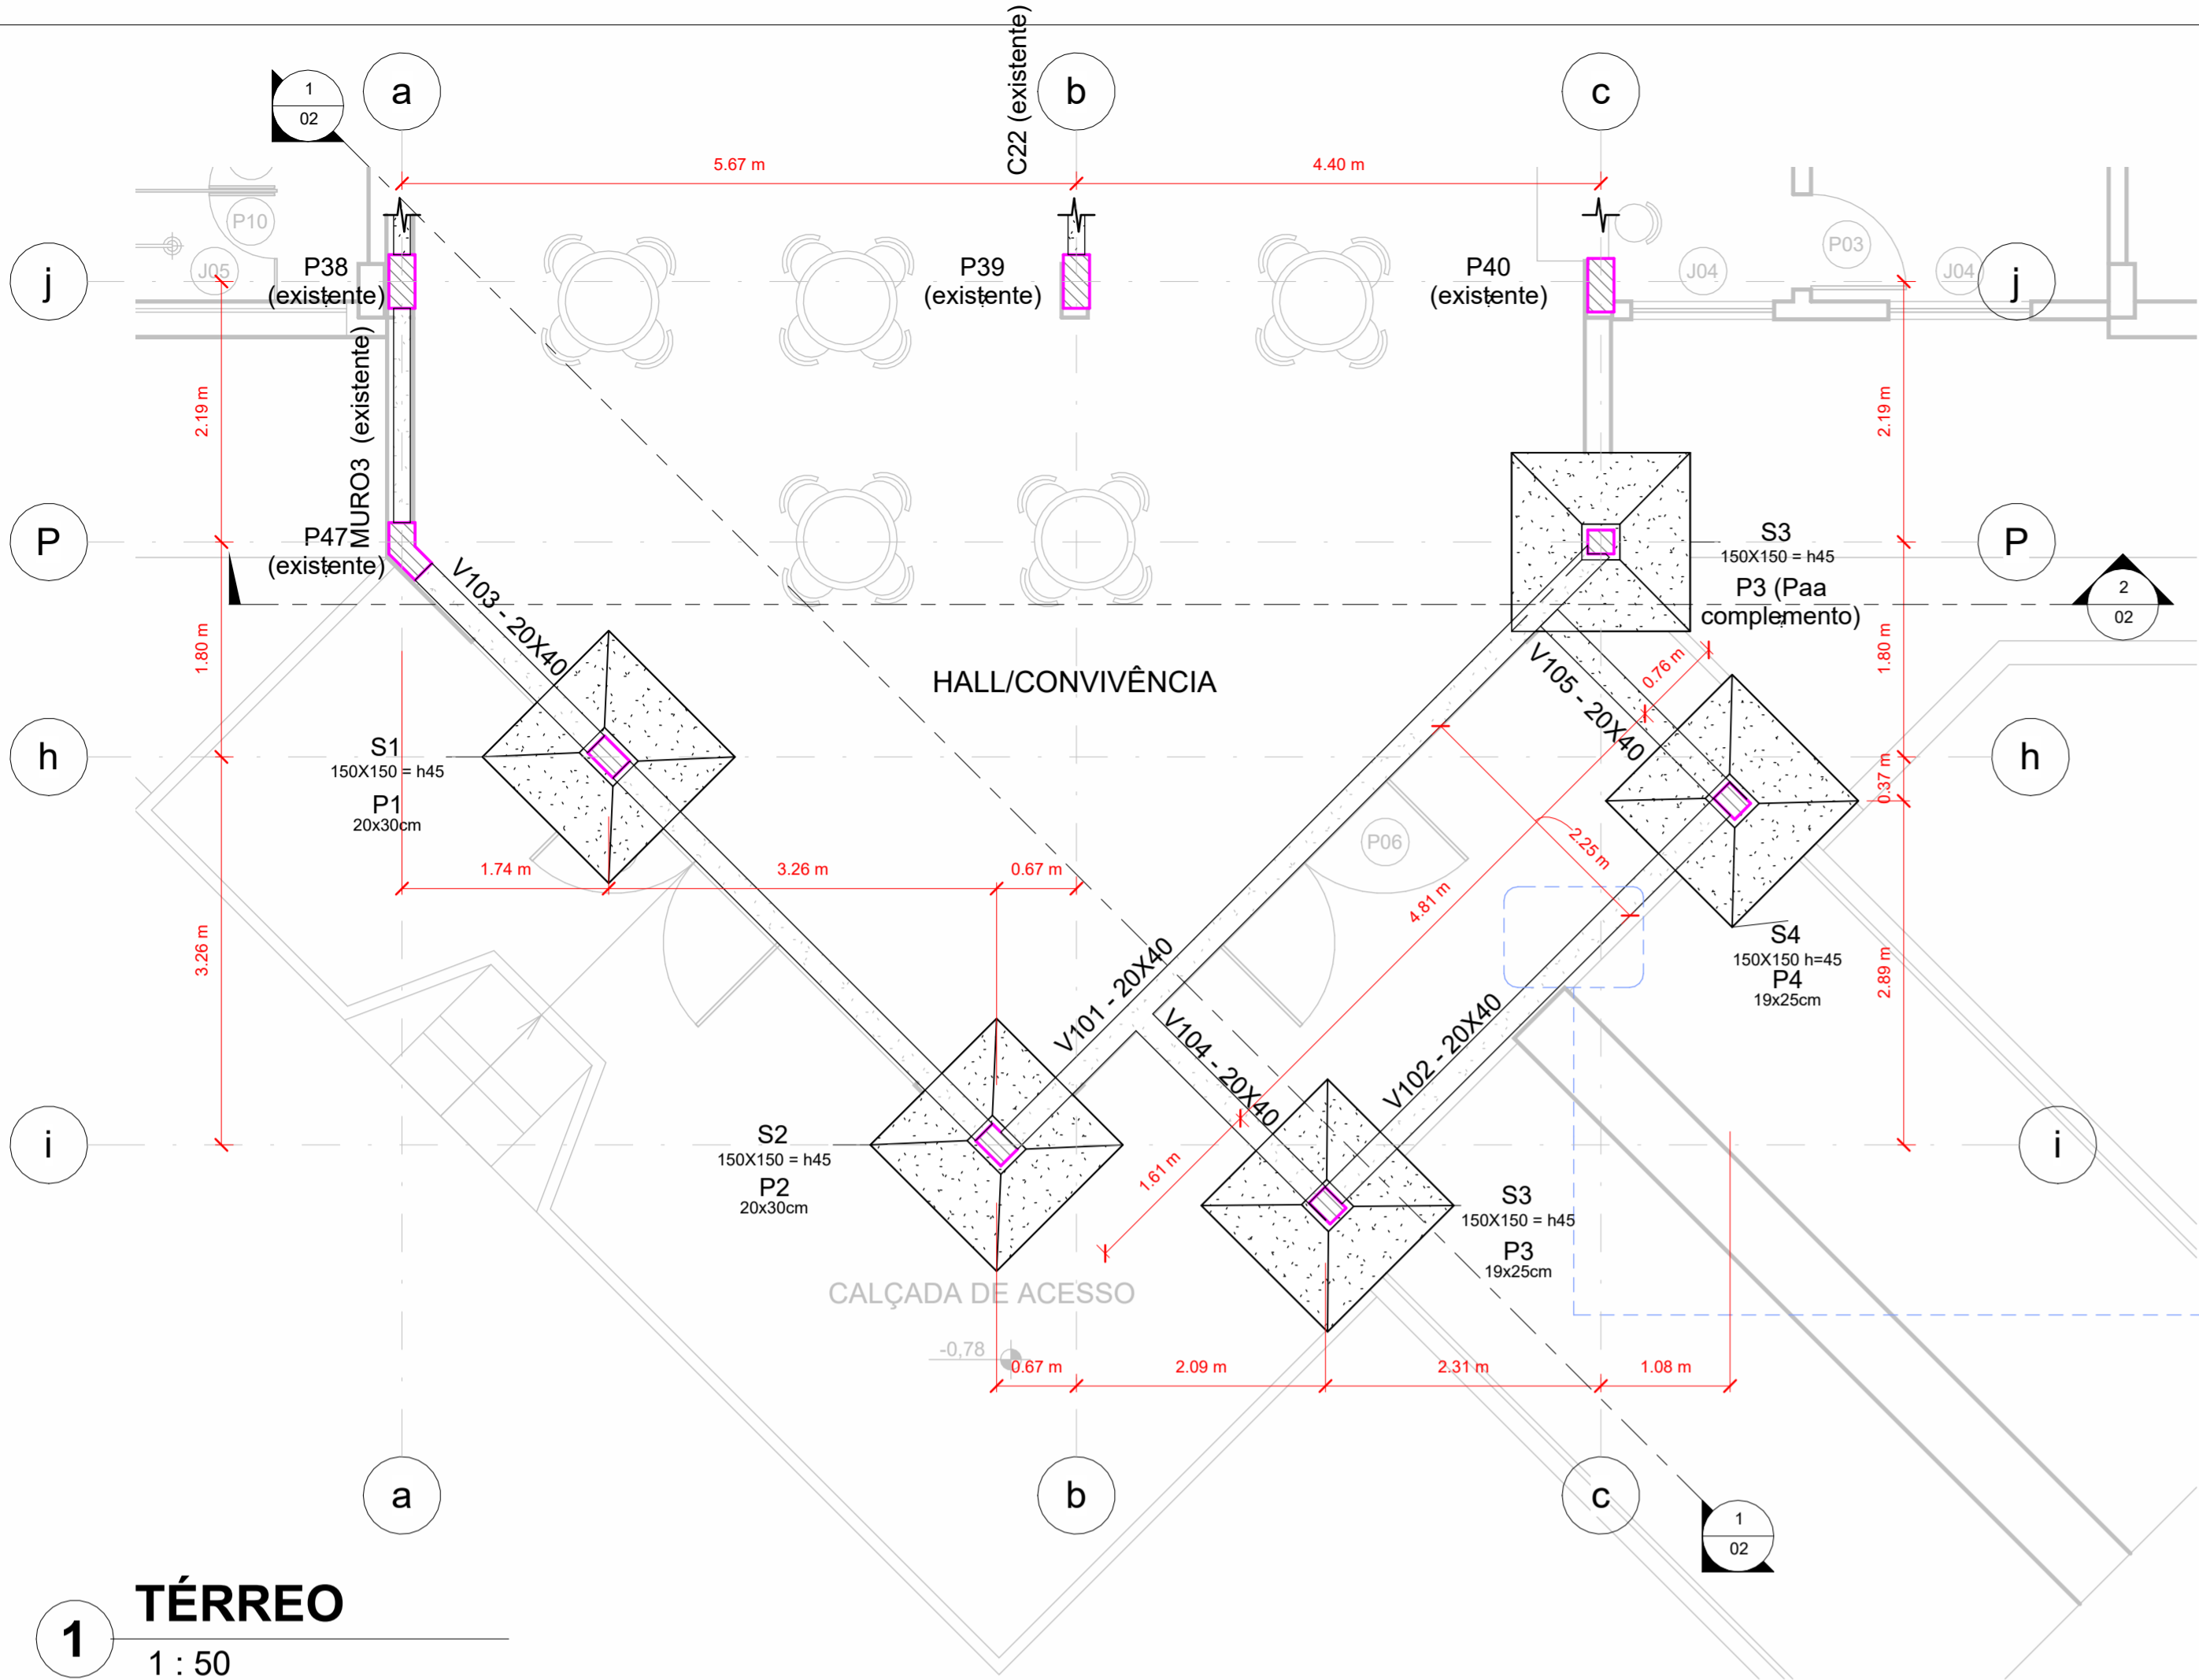 C22 (existente)
1
02
a
b
c
5.67 m
4.40 m
P10
J05
P03
J04
J04
j
P38
(existente)
P39
(existente)
P40
(existente)
j
2.19 m
MURO3 (existente)
2.19 m
P
P47
(existente)
S3
150X150 = h45
P3 (Paa
complemento)
P
2
02
V103 - 20X40
1.80 m
HALL/CONVIVÊNCIA
V105 - 20X40
0.76 m
1.80 m
h
S1
150X150 = h45
P1
20x30cm
h
0.37 m
P06
2.25 m
1.74 m
3.26 m
0.67 m
4.81 m
3.26 m
S4
150X150 h=45
P4
19x25cm
2.89 m
V101 - 20X40
V104 - 20X40
V102 - 20X40
i
S2
150X150 = h45
P2
20x30cm
1.61 m
S3
150X150 = h45
P3
19x25cm
i
CALÇADA DE ACESSO
-0,78
0.67 m
2.09 m
2.31 m
1.08 m
a
b
c
1
02
1
TÉRREO
1 : 50